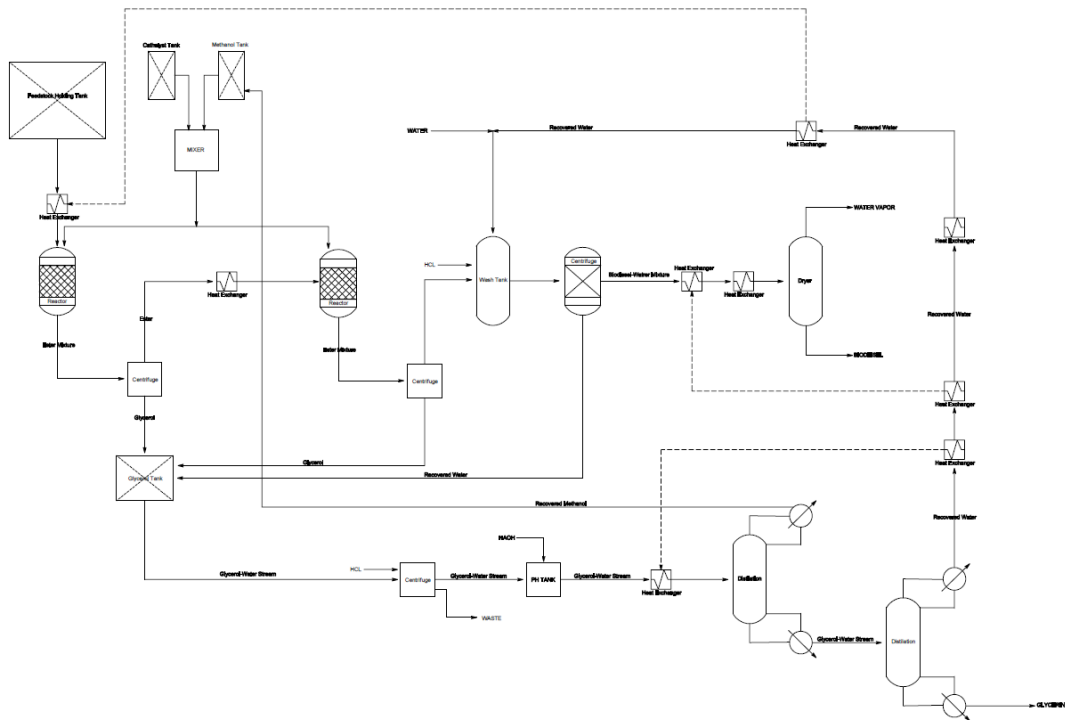 Cathalyst Tank
Methanol Tank
Feedstock Holding Tank
MIXER
WATER
Recovered Water
Recovered Water
Heat Exchanger
Heat Exchanger
WATER VAPOR
Heat Exchanger
HCL
Wash Tank
Centrifuge
Biodiesel-Water Mixture
Heat Exchanger
Heat Exchanger
Dryer
Reactor
Heat Exchanger
Reactor
Ester
Recovered Water
Ester Mixture
Ester Mixture
BIODIESEL
Centrifuge
Centrifuge
Heat Exchanger
Glycerol
Heat Exchanger
Glycerol
Glycerol Tank
Recovered Water
Recovered Water
Recovered Methanol
NAOH
Glycerol-Water Stream
HCL
Centrifuge
Glycerol-Water Stream
PH TANK
Glycerol-Water Stream
Heat Exchanger
Distillation
WASTE
Glycerol-Water Stream
Distillation
GLYCERIN